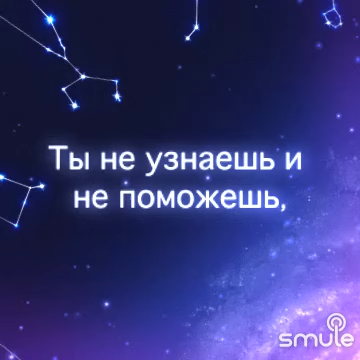 Ты не узнаешь и
не поможешь,
smule